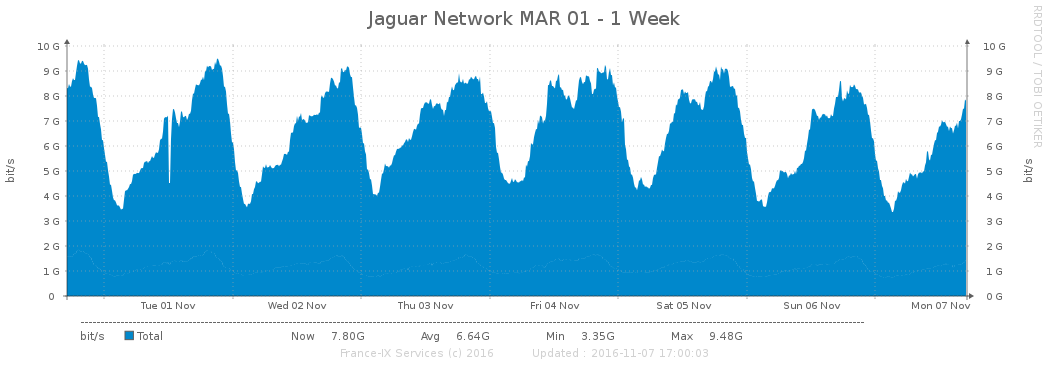 Jaguar Network MAR 01 - 1 Week
RRDTOOL / TOBI OETIKER
10 G 10 G
9 G 9 G
8 G 8 G
7 G 7 G
6 G 6 G
5 G 5 G
4 G 4 G
3 G 3 G
2 G 2 G
1 G 1 G
0 0 G
bit/s bit/s
Tue 01 Nov Wed 02 Nov Thu 03 Nov Fri 04 Nov Sat 05 Nov Sun 06 Nov Mon 07 Nov
bit/s Total Now 7.80G Avg 6.64G Min 3.35G Max 9.48G
France-IX Services (c) 2016 Updated : 2016-11-07 17:00:03